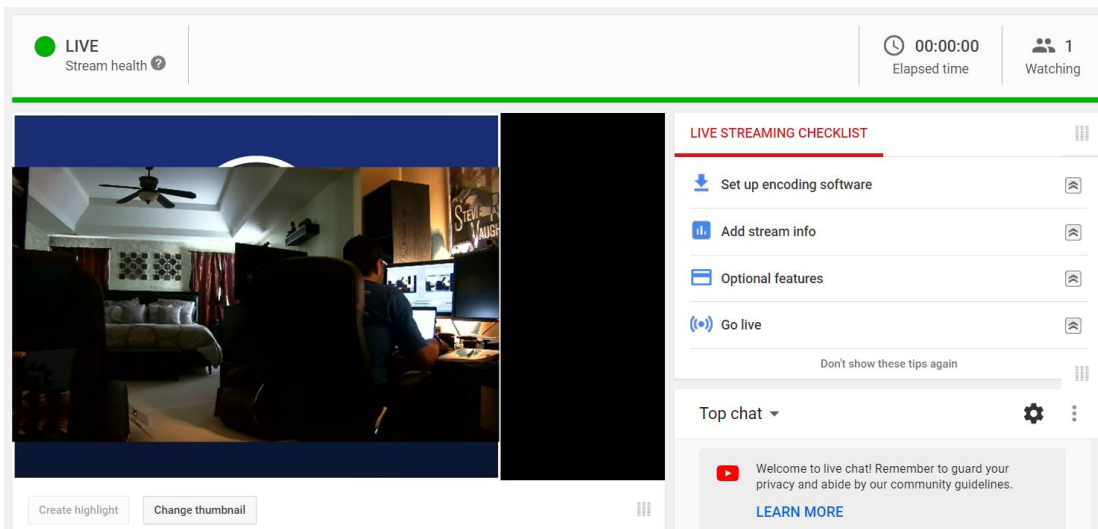 LIVE
Stream health ?
00:00:00
Elapsed time
1
Watching
STEVIE R
VAUGH
LIVE STREAMING CHECKLIST
Set up encoding software
Add stream info
Optional features
Go live
Don't show these tips again
Top chat
Welcome to live chat! Remember to guard your
privacy and abide by our community guidelines.
LEARN MORE
Create highlight
Change thumbnail